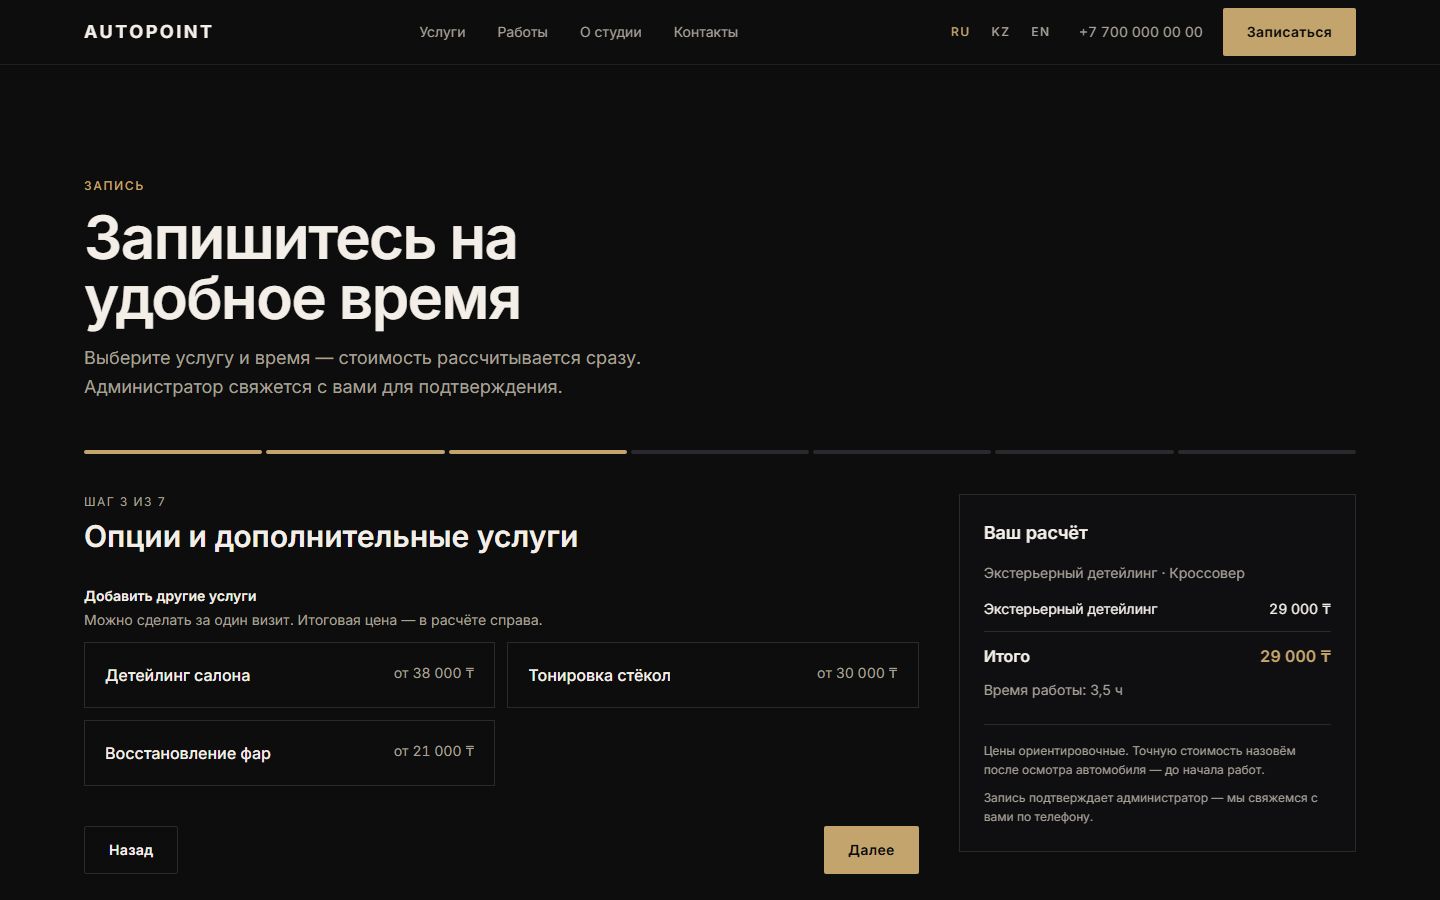 AUTOPOINT
Услуги Работы О студии Контакты
RU KZ EN +7 700 000 00 00 Записаться
ЗАПИСЬ
Запишитесь на
удобное время
Выберите услугу и время — стоимость рассчитывается сразу.
Администратор свяжется с вами для подтверждения.
ШАГ 3 ИЗ 7
Опции и дополнительные услуги
Добавить другие услуги
Можно сделать за один визит. Итоговая цена — в расчёте справа.
Детейлинг салона от 38 000 ₸
Тонировка стёкол от 30 000 ₸
Восстановление фар от 21 000 ₸
Назад
Далее
Ваш расчёт
Экстерьерный детейлинг · Кроссовер
Экстерьерный детейлинг 29 000 ₸
Итого 29 000 ₸
Время работы: 3,5 ч
Цены ориентировочные. Точную стоимость назовём
после осмотра автомобиля — до начала работ.
Запись подтверждает администратор — мы свяжемся с
вами по телефону.